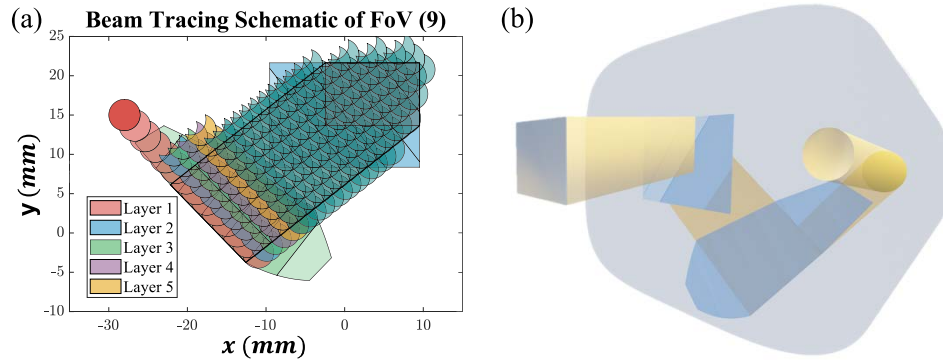 (a) Beam Tracing Schematic of FoV (9)
25
20
15
10
5
0
-5
-10
y (mm)
Layer 1
Layer 2
Layer 3
Layer 4
Layer 5
-30 -20 -10 0 10
x (mm)
(b)